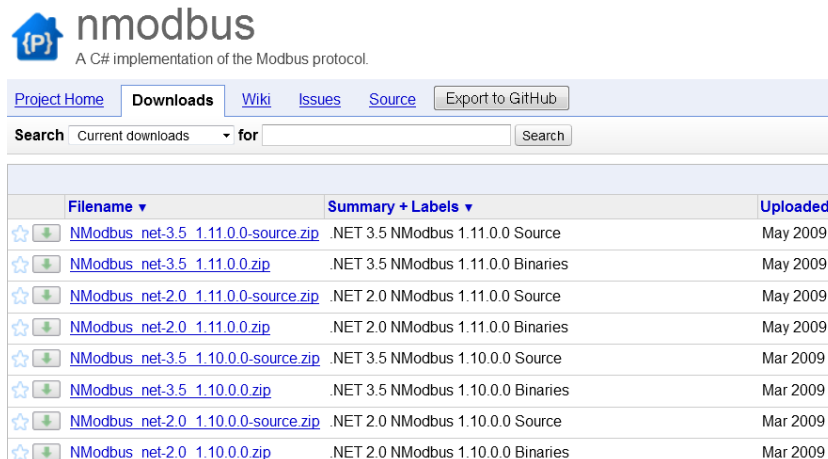 {P} nmodbus
A C# implementation of the Modbus protocol.
Project Home Downloads Wiki Issues Source Export to GitHub
Search Current downloads for Search
Filename ▼ Summary + Labels ▼ Uploaded
NModbus_net-3.5_1.11.0.0-source.zip .NET 3.5 NModbus 1.11.0.0 Source May 2009
NModbus_net-3.5_1.11.0.0.zip .NET 3.5 NModbus 1.11.0.0 Binaries May 2009
NModbus_net-2.0_1.11.0.0-source.zip .NET 2.0 NModbus 1.11.0.0 Source May 2009
NModbus_net-2.0_1.11.0.0.zip .NET 2.0 NModbus 1.11.0.0 Binaries May 2009
NModbus_net-3.5_1.10.0.0-source.zip .NET 3.5 NModbus 1.10.0.0 Source Mar 2009
NModbus_net-3.5_1.10.0.0.zip .NET 3.5 NModbus 1.10.0.0 Binaries Mar 2009
NModbus_net-2.0_1.10.0.0-source.zip .NET 2.0 NModbus 1.10.0.0 Source Mar 2009
NModbus_net-2.0_1.10.0.0.zip .NET 2.0 NModbus 1.10.0.0 Binaries Mar 2009